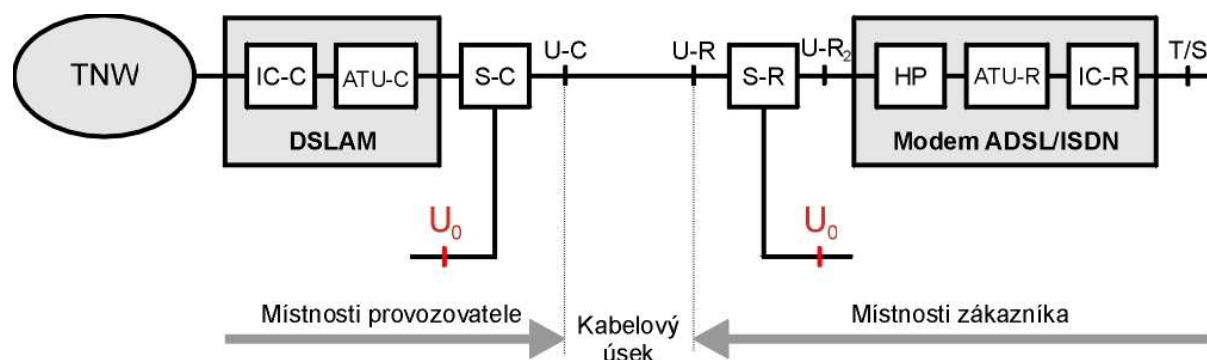 TNW
IC-C
ATU-C
DSLAM
S-C
U-C
U-R
S-R
U-R₂
HP
ATU-R
IC-R
Modem ADSL/ISDN
T/S
U₀
U₀
Místnosti provozovatele
Kabelový
úsek
Místnosti zákazníka